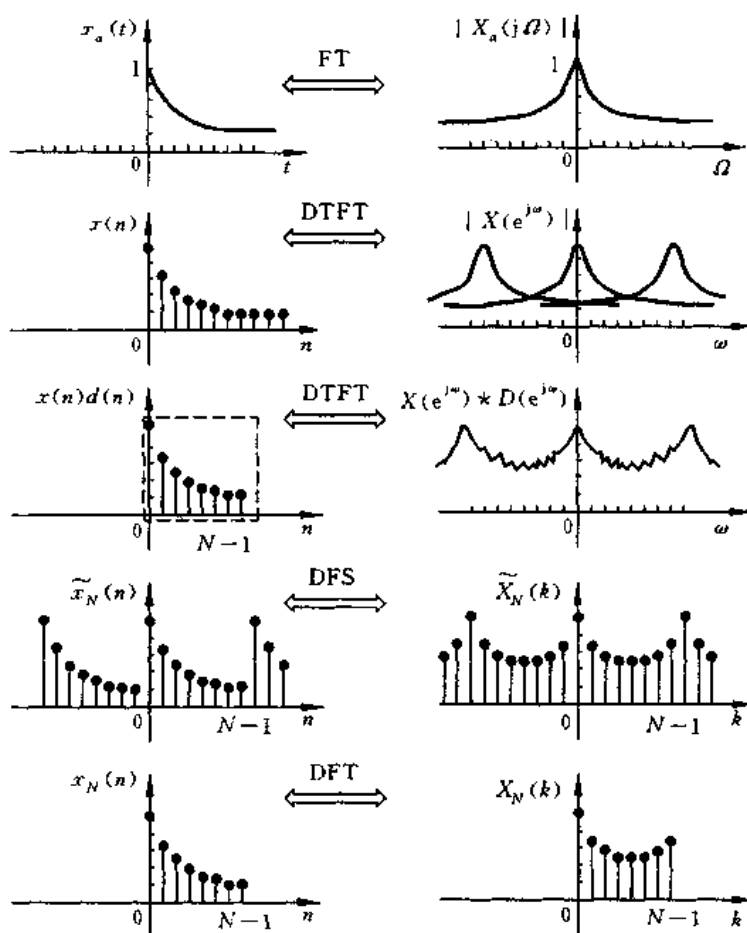 x_a(t) FT | X_a(jΩ) |
1 1
0 t 0 Ω
x(n) DTFT | X(e^{jω}) |
0 n 0 ω
x(n)d(n) DTFT X(e^{jω}) * D(e^{jω})
0 N−1 n 0 ω
x̃_N(n) DFS X̃_N(k)
0 N−1 n 0 N−1 k
x_N(n) DFT X_N(k)
0 N−1 n 0 N−1 k